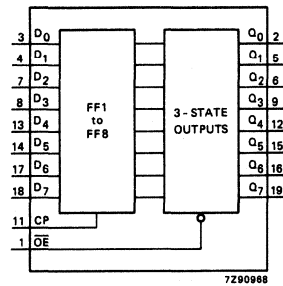 3 D0 Q0 2
4 D1 Q1 5
7 D2 Q2 6
8 D3 Q3 9
13 D4 Q4 12
14 D5 Q5 15
17 D6 Q6 16
18 D7 Q7 19
FF1
to
FF8
3-STATE
OUTPUTS
11 CP
1 O̅E̅
7Z90968